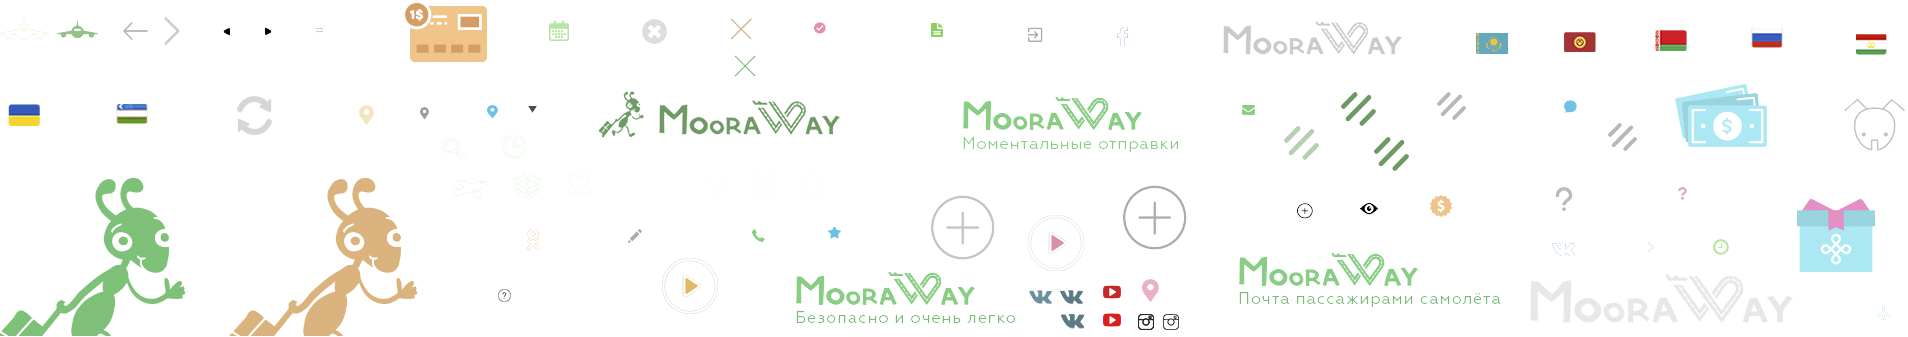 1$
MOORAWAY
MOORAWAY
MOORAWAY
Моментальные отправки
MOORAWAY
Безопасно и очень легко
MOORAWAY
Почта пассажирами самолёта
MOORAWAY